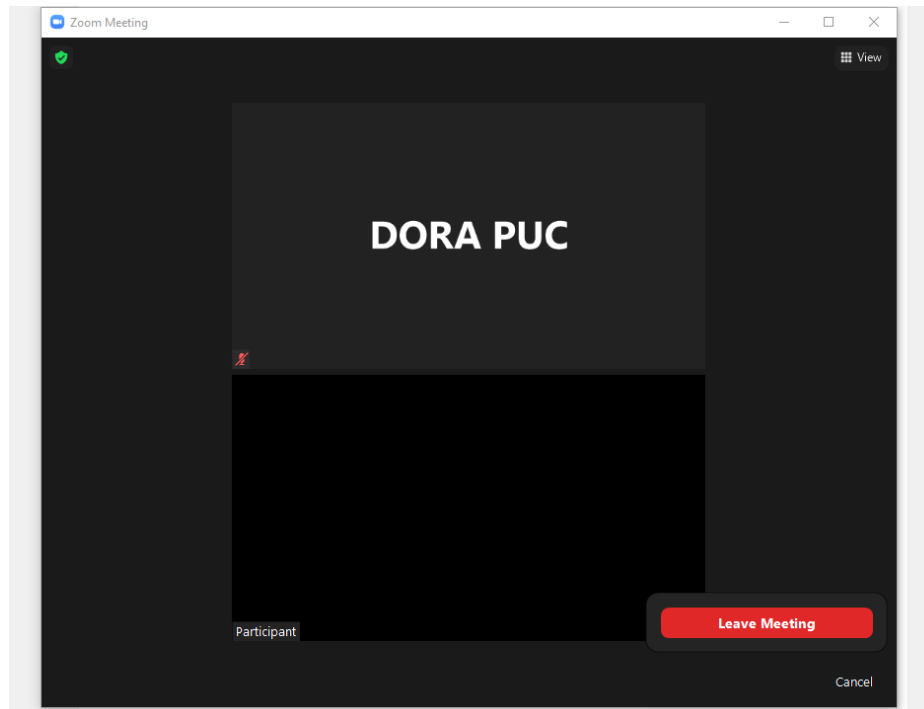 Zoom Meeting
View
DORA PUC
Participant
Leave Meeting
Cancel